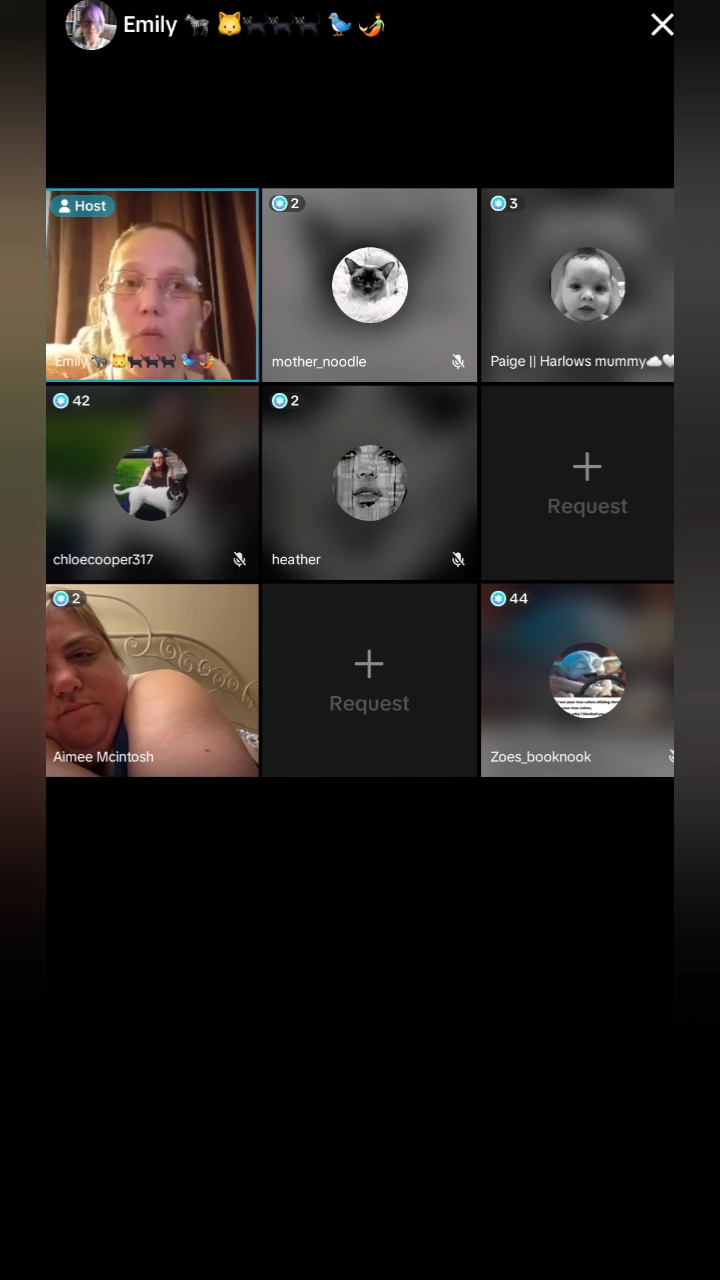 Emily 🦓 🐱🐈‍⬛🐈‍⬛🐈‍⬛ 🐦 🧜
Host
2
3
Emily 🦓 🐱🐈‍⬛🐈‍⬛🐈‍⬛ 🐦🧜
mother_noodle
Paige || Harlows mummy☁️🤍
42
2
chloecooper317
heather
Request
2
44
Request
Aimee Mcintosh
Zoes_booknook